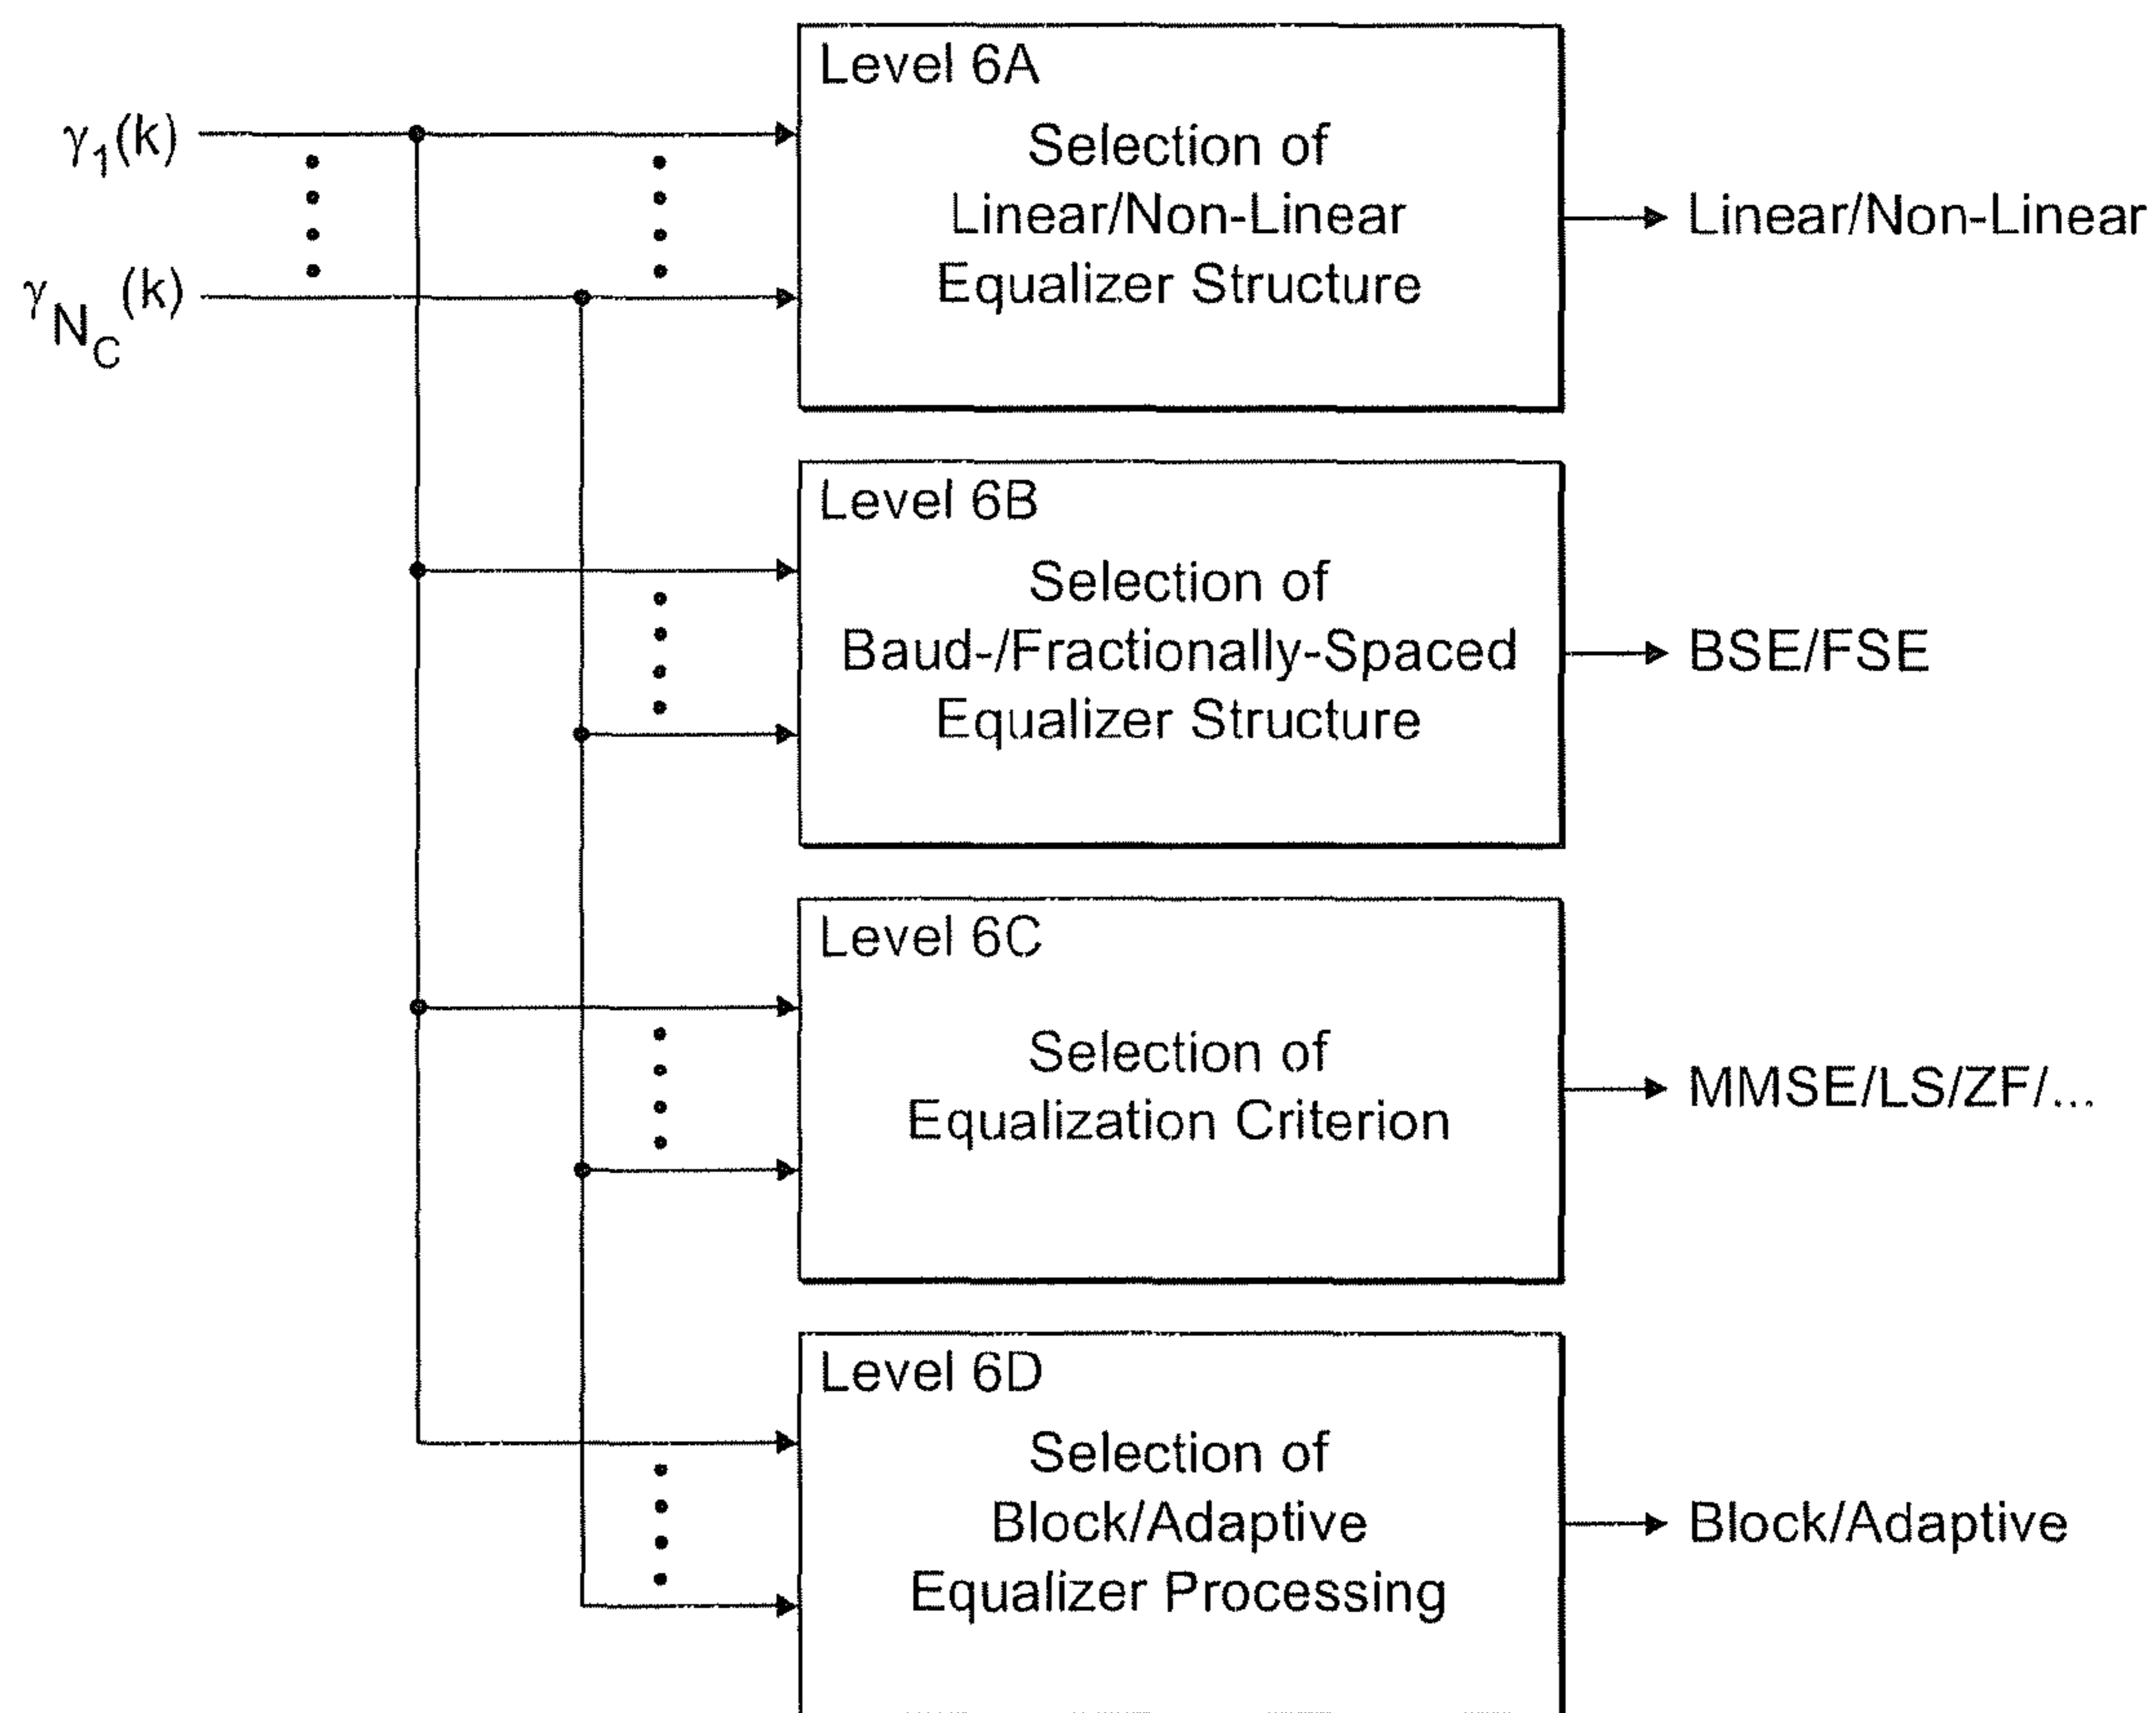 Level 6A
γ1(k)
γNC (k)
Selection of
Linear/Non-Linear
Equalizer Structure
Linear/Non-Linear
Level 6B
Selection of
Baud-/Fractionally-Spaced
Equalizer Structure
BSE/FSE
Level 6C
Selection of
Equalization Criterion
MMSE/LS/ZF/...
Level 6D
Selection of
Block/Adaptive
Equalizer Processing
Block/Adaptive